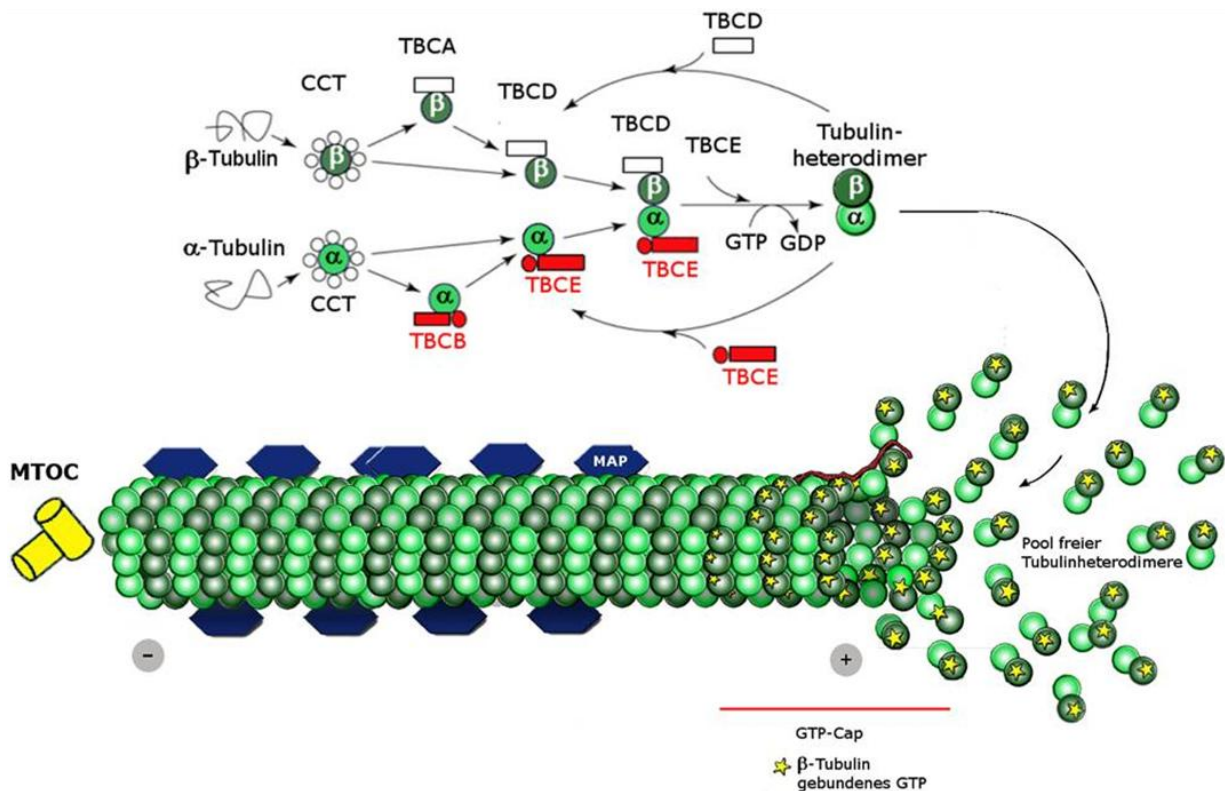 TBCD
TBCA
CCT
TBCD
TBCD
TBCE
Tubulin-
heterodimer
β
β
β
β
β
β-Tubulin
α
α
α
α
α
GTP
GDP
α-Tubulin
CCT
TBCE
TBCE
TBCB
TBCE
MTOC
MAP
Pool freier
Tubulinheterodimere
−
+
GTP-Cap
β-Tubulin
gebundenes GTP